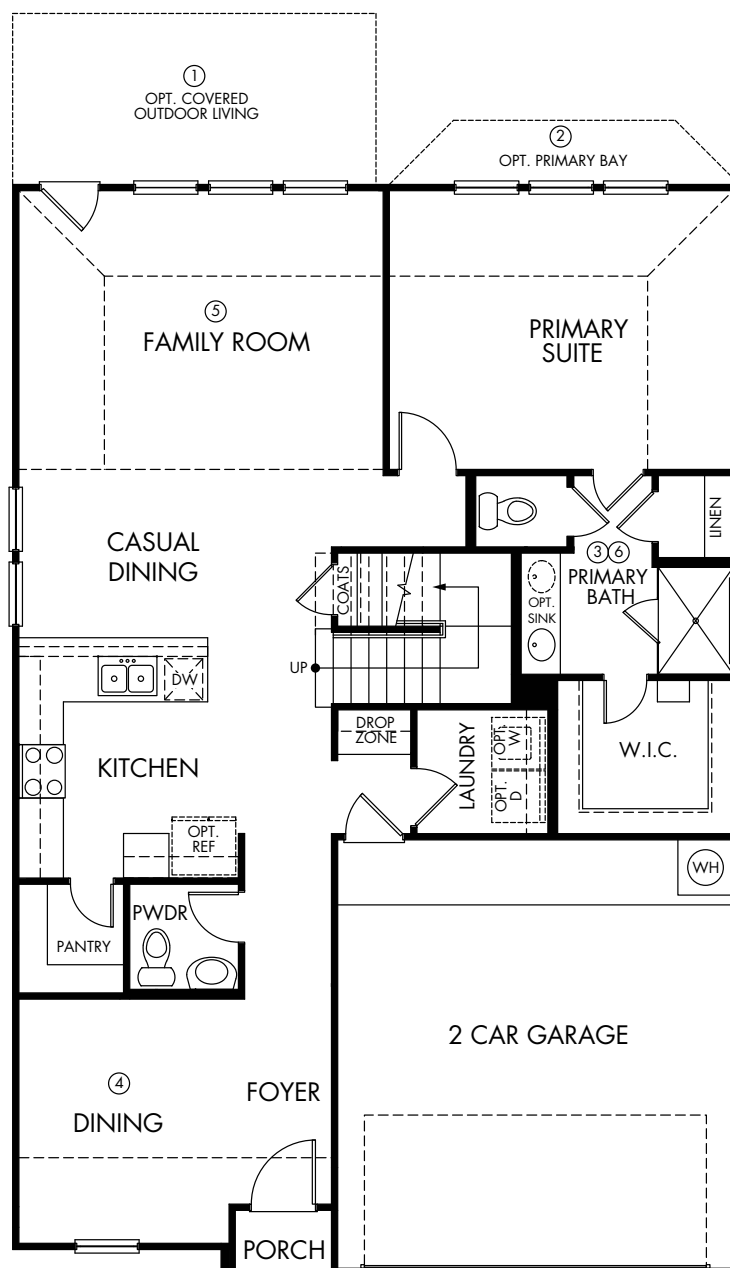 1
OPT. COVERED
OUTDOOR LIVING
2
OPT. PRIMARY BAY
5
FAMILY ROOM
PRIMARY
SUITE
CASUAL
DINING
COATS
LINEN
3 6
PRIMARY
BATH
OPT.
SINK
UP
DW
KITCHEN
DROP
ZONE
LAUNDRY
OPT.
W
OPT.
D
W.I.C.
OPT.
REF
WH
PWDR
PANTRY
2 CAR GARAGE
4
DINING
FOYER
PORCH